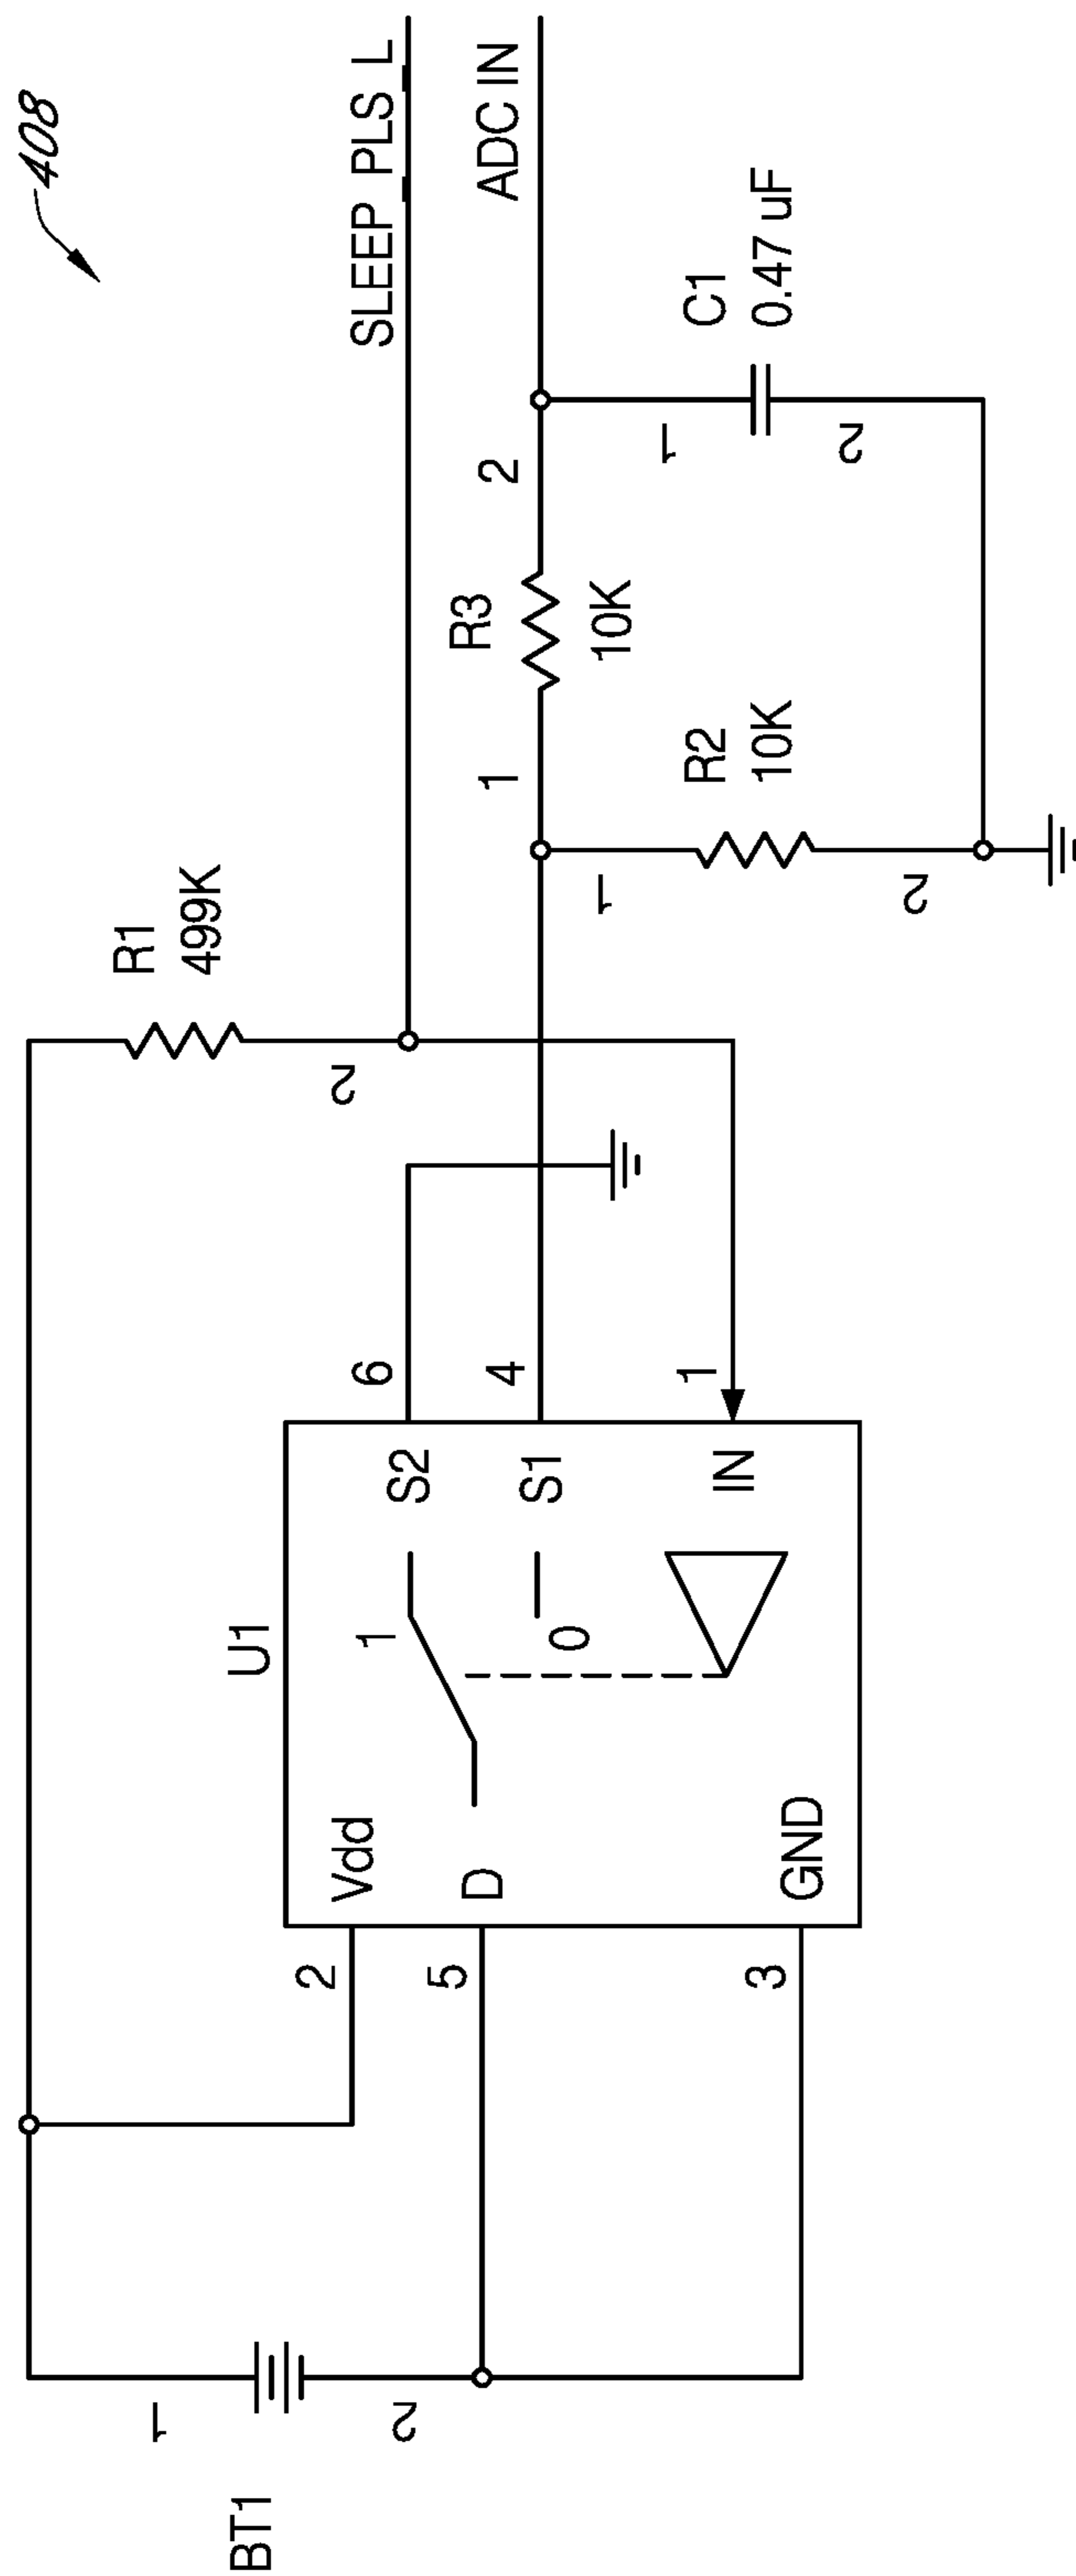 408
SLEEP_PLS_L
ADC IN
R1
499K
2
R3
10K
1
2
C1
0.47 uF
1
2
R2
10K
1
2
U1
Vdd
D
GND
S2
S1
IN
1
0
6
4
1
2
5
3
BT1
1
2